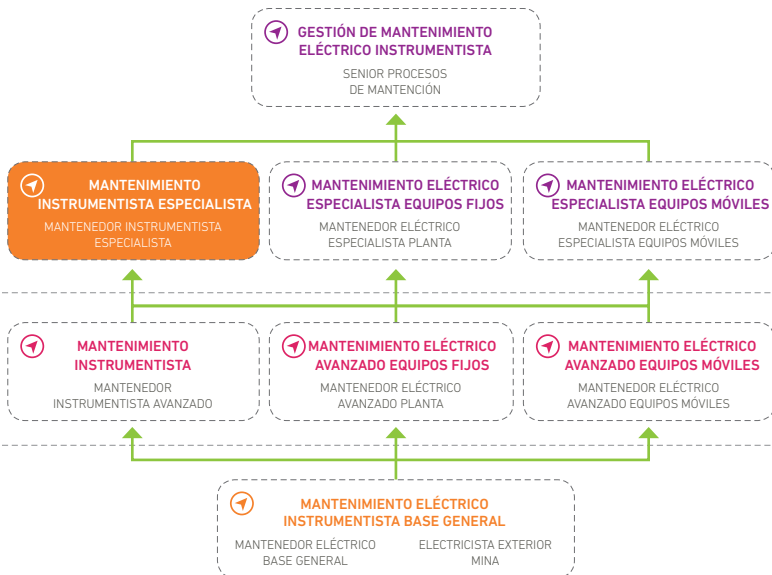 GESTIÓN DE MANTENIMIENTO
ELÉCTRICO INSTRUMENTISTA
SENIOR PROCESOS
DE MANTENCIÓN
MANTENIMIENTO
INSTRUMENTISTA ESPECIALISTA
MANTENEDOR INSTRUMENTISTA
ESPECIALISTA
MANTENIMIENTO ELÉCTRICO
ESPECIALISTA EQUIPOS FIJOS
MANTENEDOR ELÉCTRICO
ESPECIALISTA PLANTA
MANTENIMIENTO ELÉCTRICO
ESPECIALISTA EQUIPOS MÓVILES
MANTENEDOR ELÉCTRICO
ESPECIALISTA EQUIPOS MÓVILES
MANTENIMIENTO
INSTRUMENTISTA
MANTENEDOR
INSTRUMENTISTA AVANZADO
MANTENIMIENTO ELÉCTRICO
AVANZADO EQUIPOS FIJOS
MANTENEDOR ELÉCTRICO
AVANZADO PLANTA
MANTENIMIENTO ELÉCTRICO
AVANZADO EQUIPOS MÓVILES
MANTENEDOR ELÉCTRICO
AVANZADO EQUIPOS MÓVILES
MANTENIMIENTO ELÉCTRICO
INSTRUMENTISTA BASE GENERAL
MANTENEDOR ELÉCTRICO
BASE GENERAL
ELECTRICISTA EXTERIOR
MINA